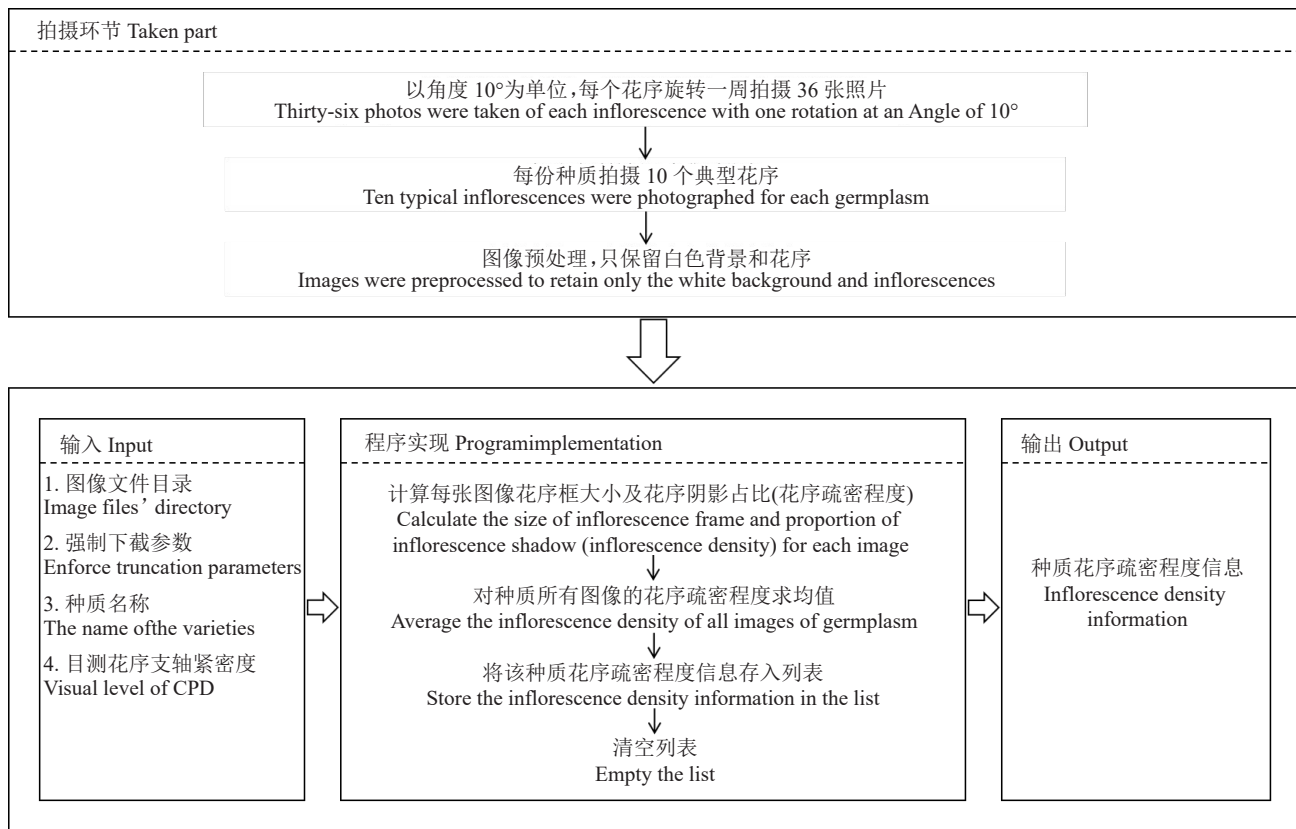 拍摄环节 Taken part
以角度 10°为单位,每个花序旋转一周拍摄 36 张照片
Thirty-six photos were taken of each inflorescence with one rotation at an Angle of 10°
每份种质拍摄 10 个典型花序
Ten typical inflorescences were photographed for each germplasm
图像预处理,只保留白色背景和花序
Images were preprocessed to retain only the white background and inflorescences
输入 Input
1. 图像文件目录
Image files’ directory
2. 强制下截参数
Enforce truncation parameters
3. 种质名称
The name ofthe varieties
4. 目测花序支轴紧密度
Visual level of CPD
程序实现 Programimplementation
计算每张图像花序框大小及花序阴影占比(花序疏密程度)
Calculate the size of inflorescence frame and proportion of
inflorescence shadow (inflorescence density) for each image
对种质所有图像的花序疏密程度求均值
Average the inflorescence density of all images of germplasm
将该种质花序疏密程度信息存入列表
Store the inflorescence density information in the list
清空列表
Empty the list
输出 Output
种质花序疏密程度信息
Inflorescence density
information